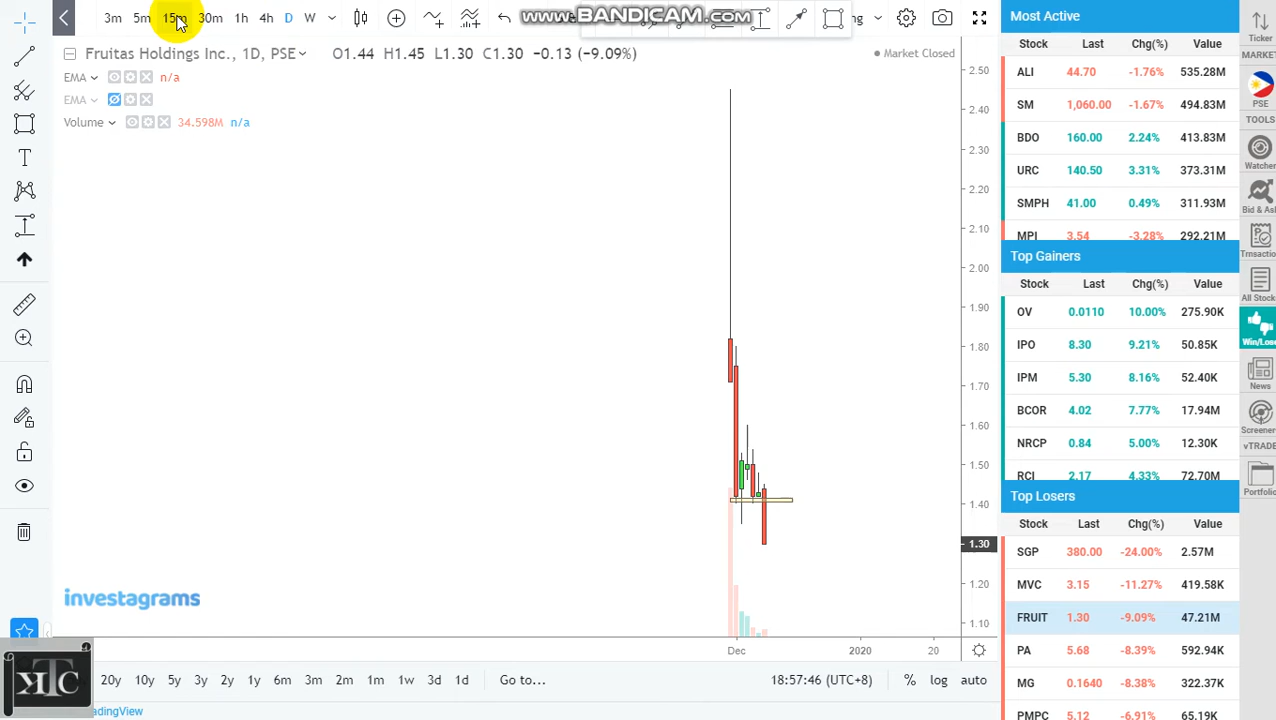 3m 5m 15m 30m 1h 4h D W
www.BANDICAM.com
Fruitas Holdings Inc., 1D, PSE O1.44 H1.45 L1.30 C1.30 −0.13 (−9.09%)
Market Closed
EMA n/a
EMA
Volume 34.598M n/a
2.50
2.40
2.30
2.20
2.10
2.00
1.90
1.80
1.70
1.60
1.50
1.40
1.30
1.20
1.10
investagrams
Dec 2020 20
20y 10y 5y 3y 2y 1y 6m 3m 2m 1m 1w 3d 1d Go to...
18:57:46 (UTC+8) % log auto
KTC
TradingView
Most Active
Stock Last Chg(%) Value
ALI 44.70 -1.76% 535.28M
SM 1,060.00 -1.67% 494.83M
BDO 160.00 2.24% 413.83M
URC 140.50 3.31% 373.31M
SMPH 41.00 0.49% 311.93M
MPI 3.54 -3.28% 292.21M
Top Gainers
Stock Last Chg(%) Value
OV 0.0110 10.00% 275.90K
IPO 8.30 9.21% 50.85K
IPM 5.30 8.16% 52.40K
BCOR 4.02 7.77% 17.94M
NRCP 0.84 5.00% 12.30K
RCI 2.17 4.33% 72.70M
Top Losers
Stock Last Chg(%) Value
SGP 380.00 -24.00% 2.57M
MVC 3.15 -11.27% 419.58K
FRUIT 1.30 -9.09% 47.21M
PA 5.68 -8.39% 592.94K
MG 0.1640 -8.38% 322.37K
PMPC 5.12 -6.91% 65.19K
Ticker
MARKET
PSE
TOOLS
Watcher
Bid & Ask
Trnsactio
All Stock
Win/Lose
News
Screener
vTRADE
Portfolio